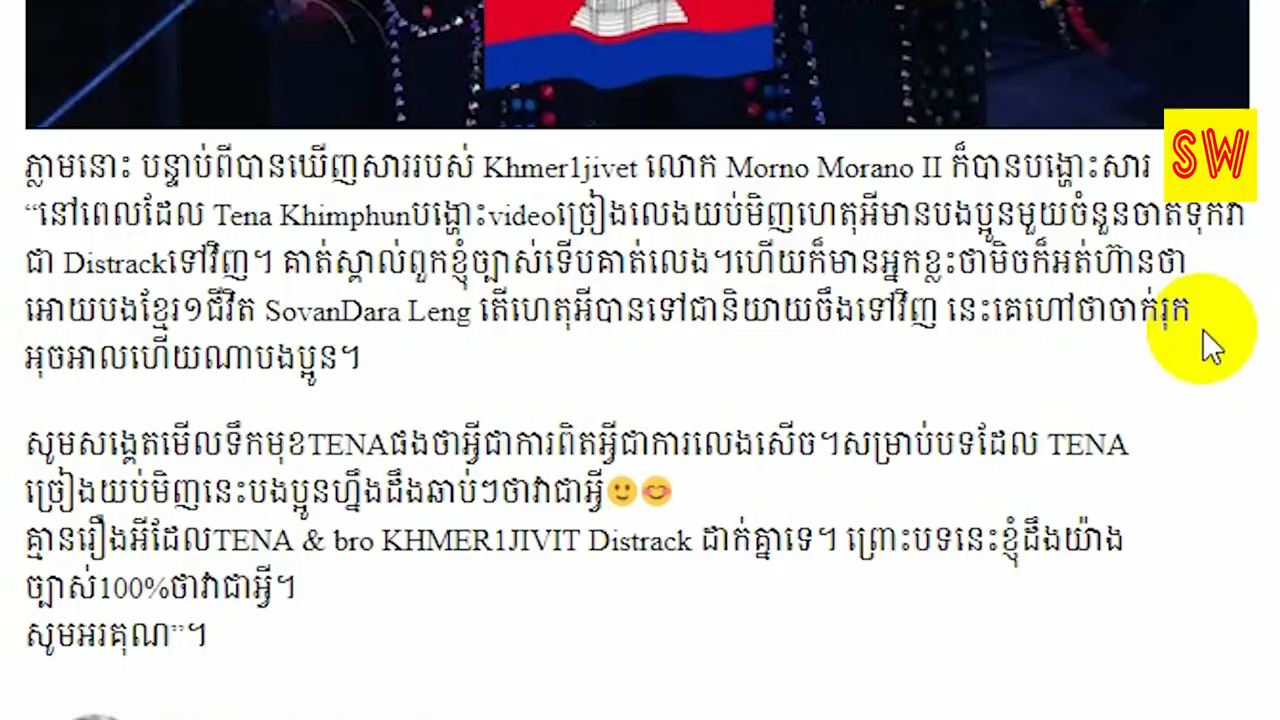 ភ្លាមនោះ បន្ទាប់ពីបានឃើញសាររបស់ Khmer1jivet លោក Morno Morano II ក៏បានបង្ហោះសារ
SW
“នៅពេលដែល Tena Khimphunបង្ហោះvideoច្រៀងលេងយប់មិញហេតុអីមានបងប្អូនមួយចំនួនចាត់ទុកវា
ជា Distrackទៅវិញ។ គាត់ស្គាល់ពួកខ្ញុំច្បាស់ទើបគាត់លេង។ហើយក៏មានអ្នកខ្លះថាមិចក៏អត់ហ៊ានថា
អោយបងខ្មែរ១ជីវិត SovanDara Leng តើហេតុអីបានទៅជានិយាយចឹងទៅវិញ នេះគេហៅថាចាក់រុក
អុចអាលហើយណាបងប្អូន។
សូមសង្កេតមើលទឹកមុខTENAផងថាអ្វីជាការពិតអ្វីជាការលេងសើច។សម្រាប់បទដែល TENA
ច្រៀងយប់មិញនេះបងប្អូនហ្នឹងដឹងឆាប់ៗថាវាជាអ្វី🙂😊
គ្មានរឿងអីដែលTENA & bro KHMER1JIVIT Distrack ដាក់គ្នាទេ។ ព្រោះបទនេះខ្ញុំដឹងយ៉ាង
ច្បាស់100%ថាវាជាអ្វី។
សូមអរគុណ”។